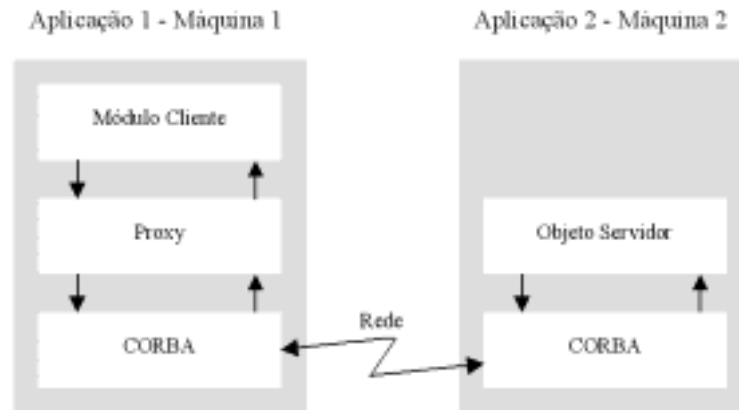 Aplicação 1 - Máquina 1
Aplicação 2 - Máquina 2
Módulo Cliente
Proxy
Objeto Servidor
Rede
CORBA
CORBA